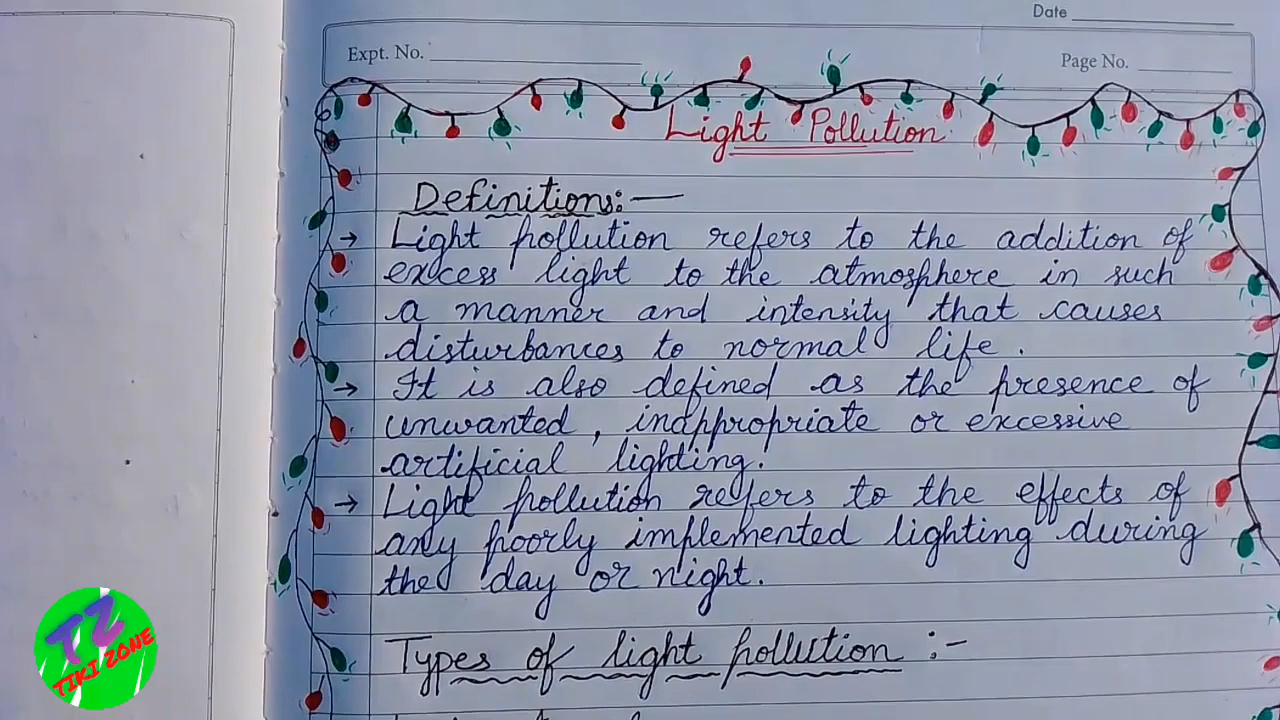 Date
Expt. No.
Page No.
Light Pollution
Definitions:—
→ Light pollution refers to the addition of
excess light to the atmosphere in such
a manner and intensity that causes
disturbances to normal life.
→ It is also defined as the presence of
unwanted, inappropriate or excessive
artificial lighting.
→ Light pollution refers to the effects of
any poorly implemented lighting during
the day or night.
Types of light pollution :-
TZ
TIKI ZONE